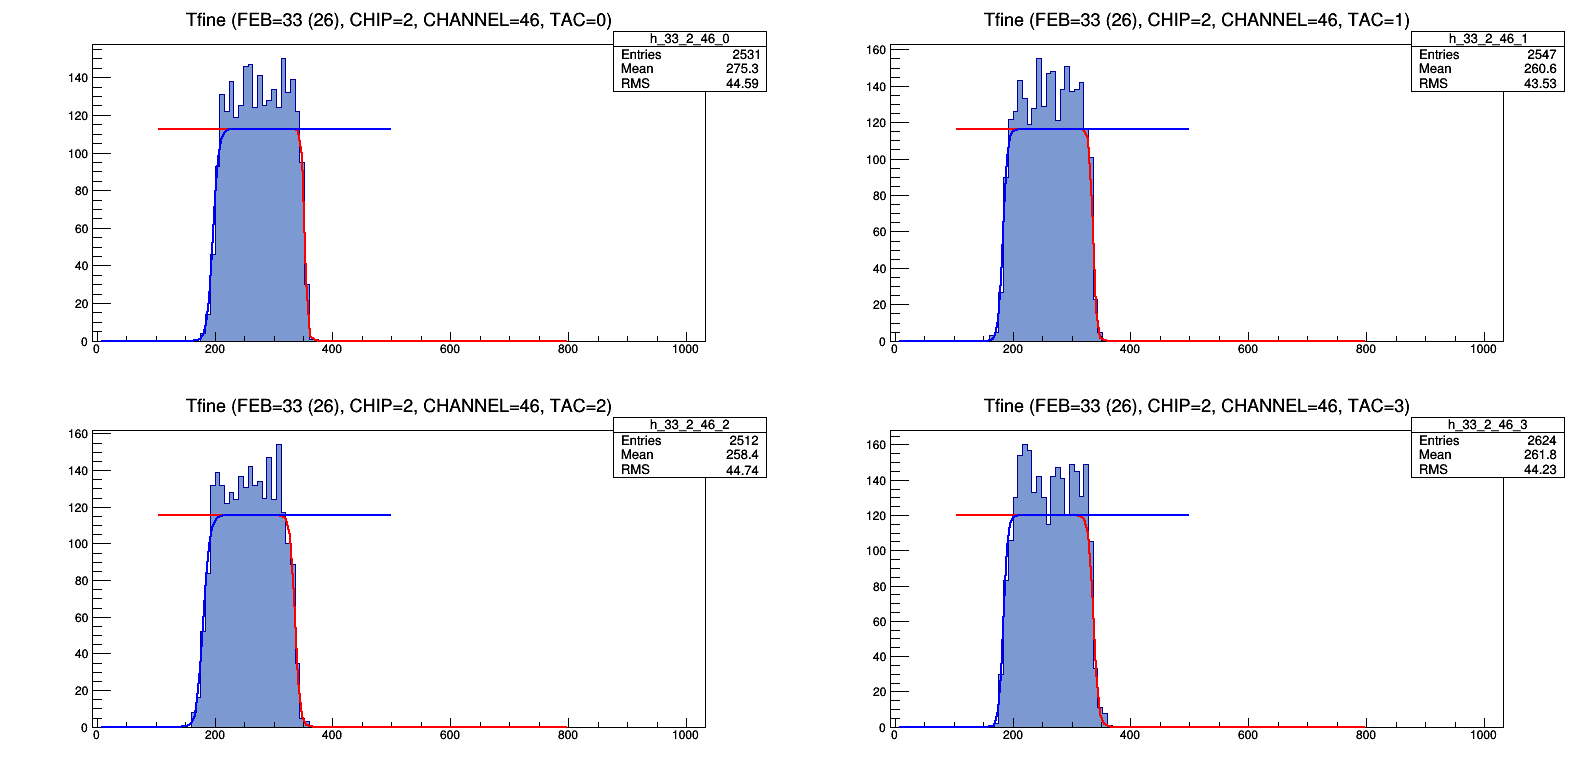 Tfine (FEB=33 (26), CHIP=2, CHANNEL=46, TAC=0)
h_33_2_46_0
Entries 2531
Mean 275.3
RMS 44.59
140
120
100
80
60
40
20
0
0 200 400 600 800 1000
Tfine (FEB=33 (26), CHIP=2, CHANNEL=46, TAC=1)
h_33_2_46_1
Entries 2547
Mean 260.6
RMS 43.53
160
140
120
100
80
60
40
20
0
0 200 400 600 800 1000
Tfine (FEB=33 (26), CHIP=2, CHANNEL=46, TAC=2)
h_33_2_46_2
Entries 2512
Mean 258.4
RMS 44.74
160
140
120
100
80
60
40
20
0
0 200 400 600 800 1000
Tfine (FEB=33 (26), CHIP=2, CHANNEL=46, TAC=3)
h_33_2_46_3
Entries 2624
Mean 261.8
RMS 44.23
160
140
120
100
80
60
40
20
0
0 200 400 600 800 1000